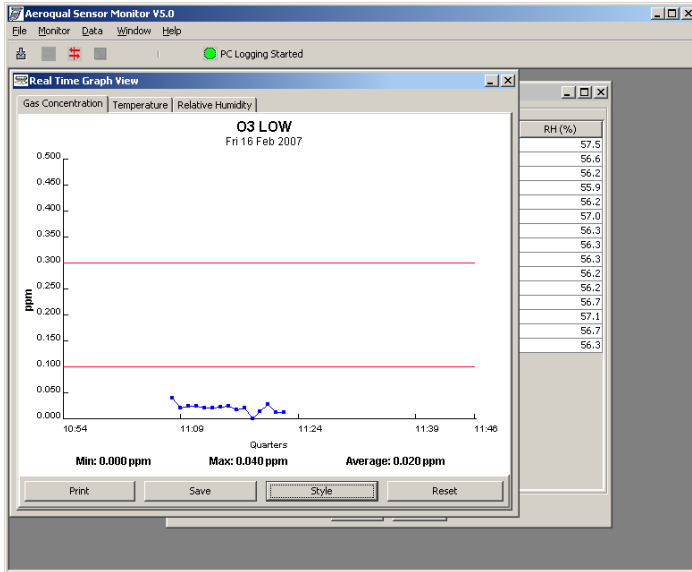 Aeroqual Sensor Monitor V5.0
File Monitor Data Window Help
PC Logging Started
Real Time Graph View
Gas Concentration Temperature Relative Humidity
O3 LOW
Fri 16 Feb 2007
0.500
0.450
0.400
0.350
0.300
0.250
0.200
0.150
0.100
0.050
0.000
ppm
10:54 11:09 11:24 11:39 11:46
Quarters
Min: 0.000 ppm Max: 0.040 ppm Average: 0.020 ppm
Print Save Style Reset
RH (%)
57.5
56.6
56.2
55.9
56.2
57.0
56.3
56.3
56.3
56.2
56.2
56.7
57.1
56.7
56.3